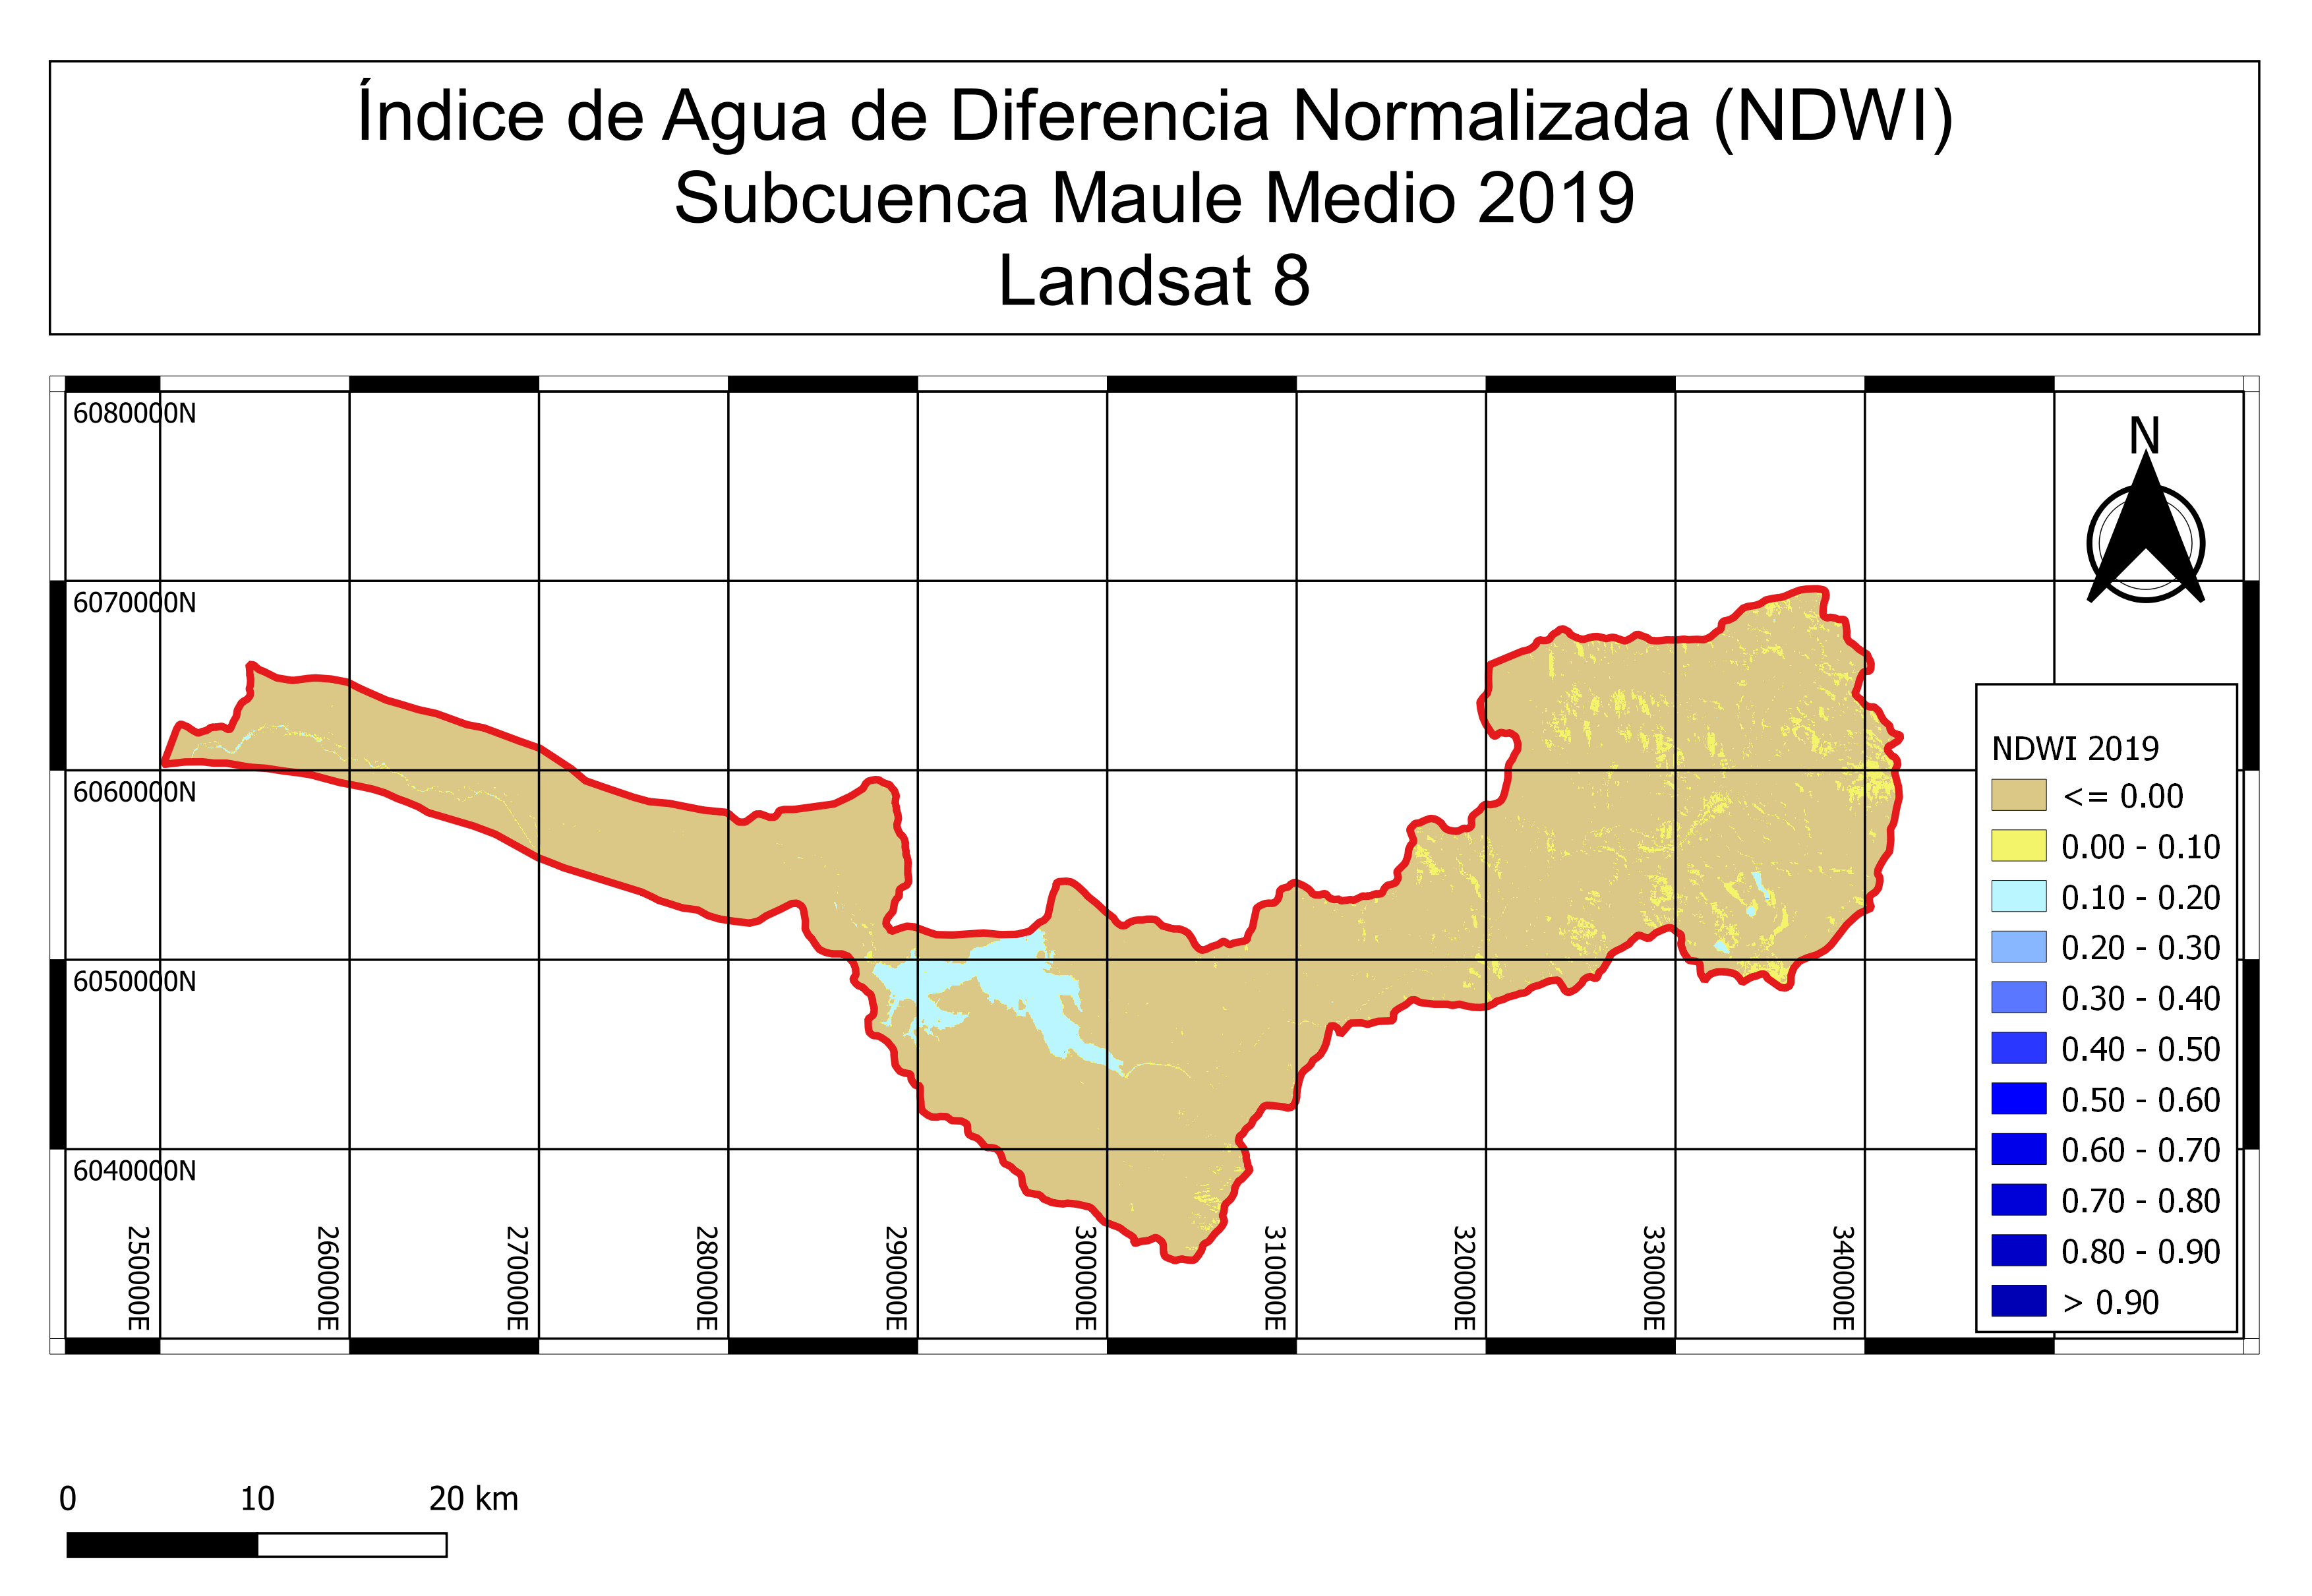 Índice de Agua de Diferencia Normalizada (NDWI)
Subcuenca Maule Medio 2019
Landsat 8
6080000N
N
6070000N
6060000N
6050000N
6040000N
250000E
260000E
270000E
280000E
290000E
300000E
310000E
320000E
330000E
340000E
NDWI 2019
<= 0.00
0.00 - 0.10
0.10 - 0.20
0.20 - 0.30
0.30 - 0.40
0.40 - 0.50
0.50 - 0.60
0.60 - 0.70
0.70 - 0.80
0.80 - 0.90
> 0.90
0 10 20 km